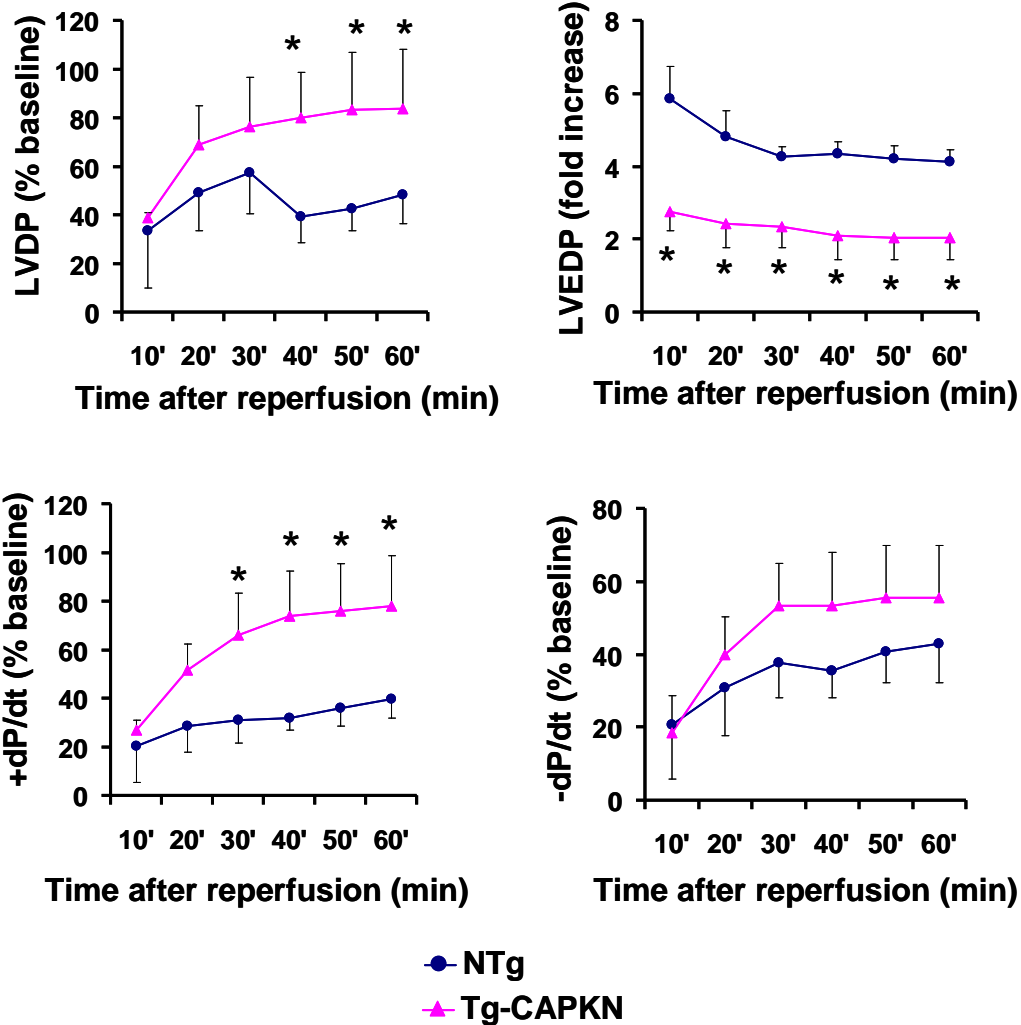 LVDP (% baseline)
120
100
80
60
40
20
0
* * *
10' 20' 30' 40' 50' 60'
Time after reperfusion (min)
LVEDP (fold increase)
8
6
4
2
0
* * * * * *
10' 20' 30' 40' 50' 60'
Time after reperfusion (min)
+dP/dt (% baseline)
120
100
80
60
40
20
0
* * * *
10' 20' 30' 40' 50' 60'
Time after reperfusion (min)
-dP/dt (% baseline)
80
60
40
20
0
10' 20' 30' 40' 50' 60'
Time after reperfusion (min)
NTg
Tg-CAPKN